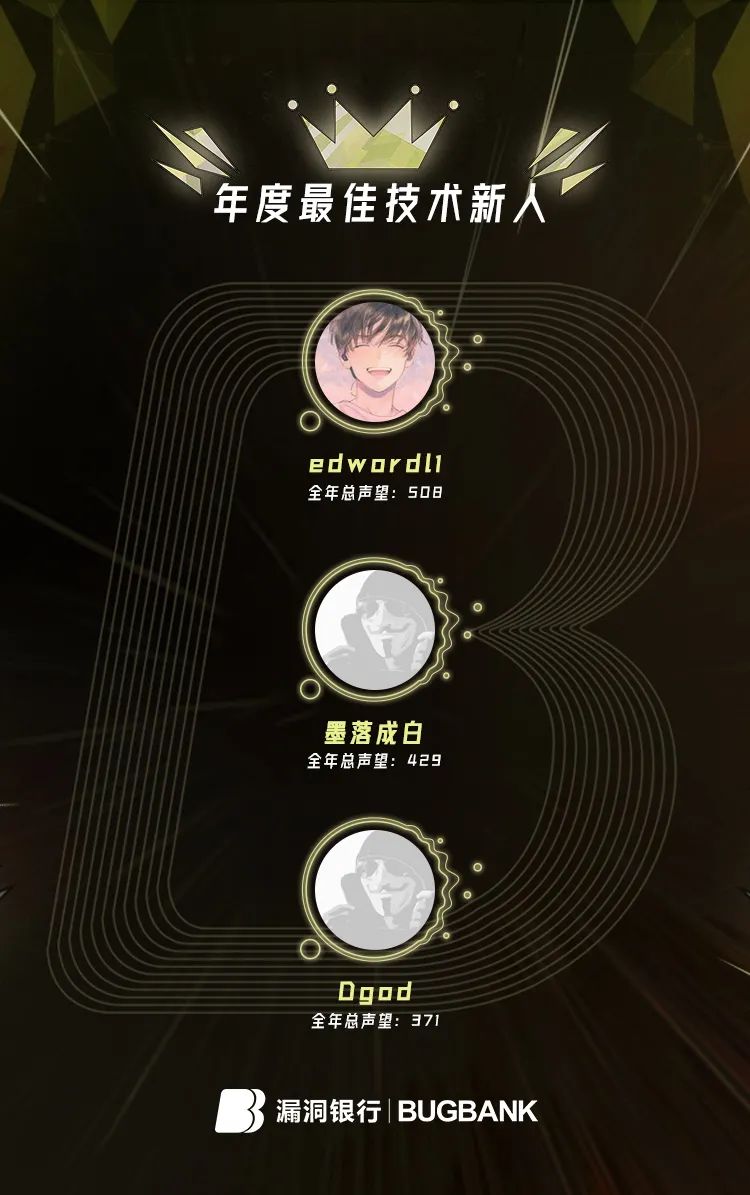 年度最佳技术新人
edwordl1
全年总声望: 508
墨落成白
全年总声望: 429
Dgod
全年总声望: 371
漏洞银行|BUGBANK